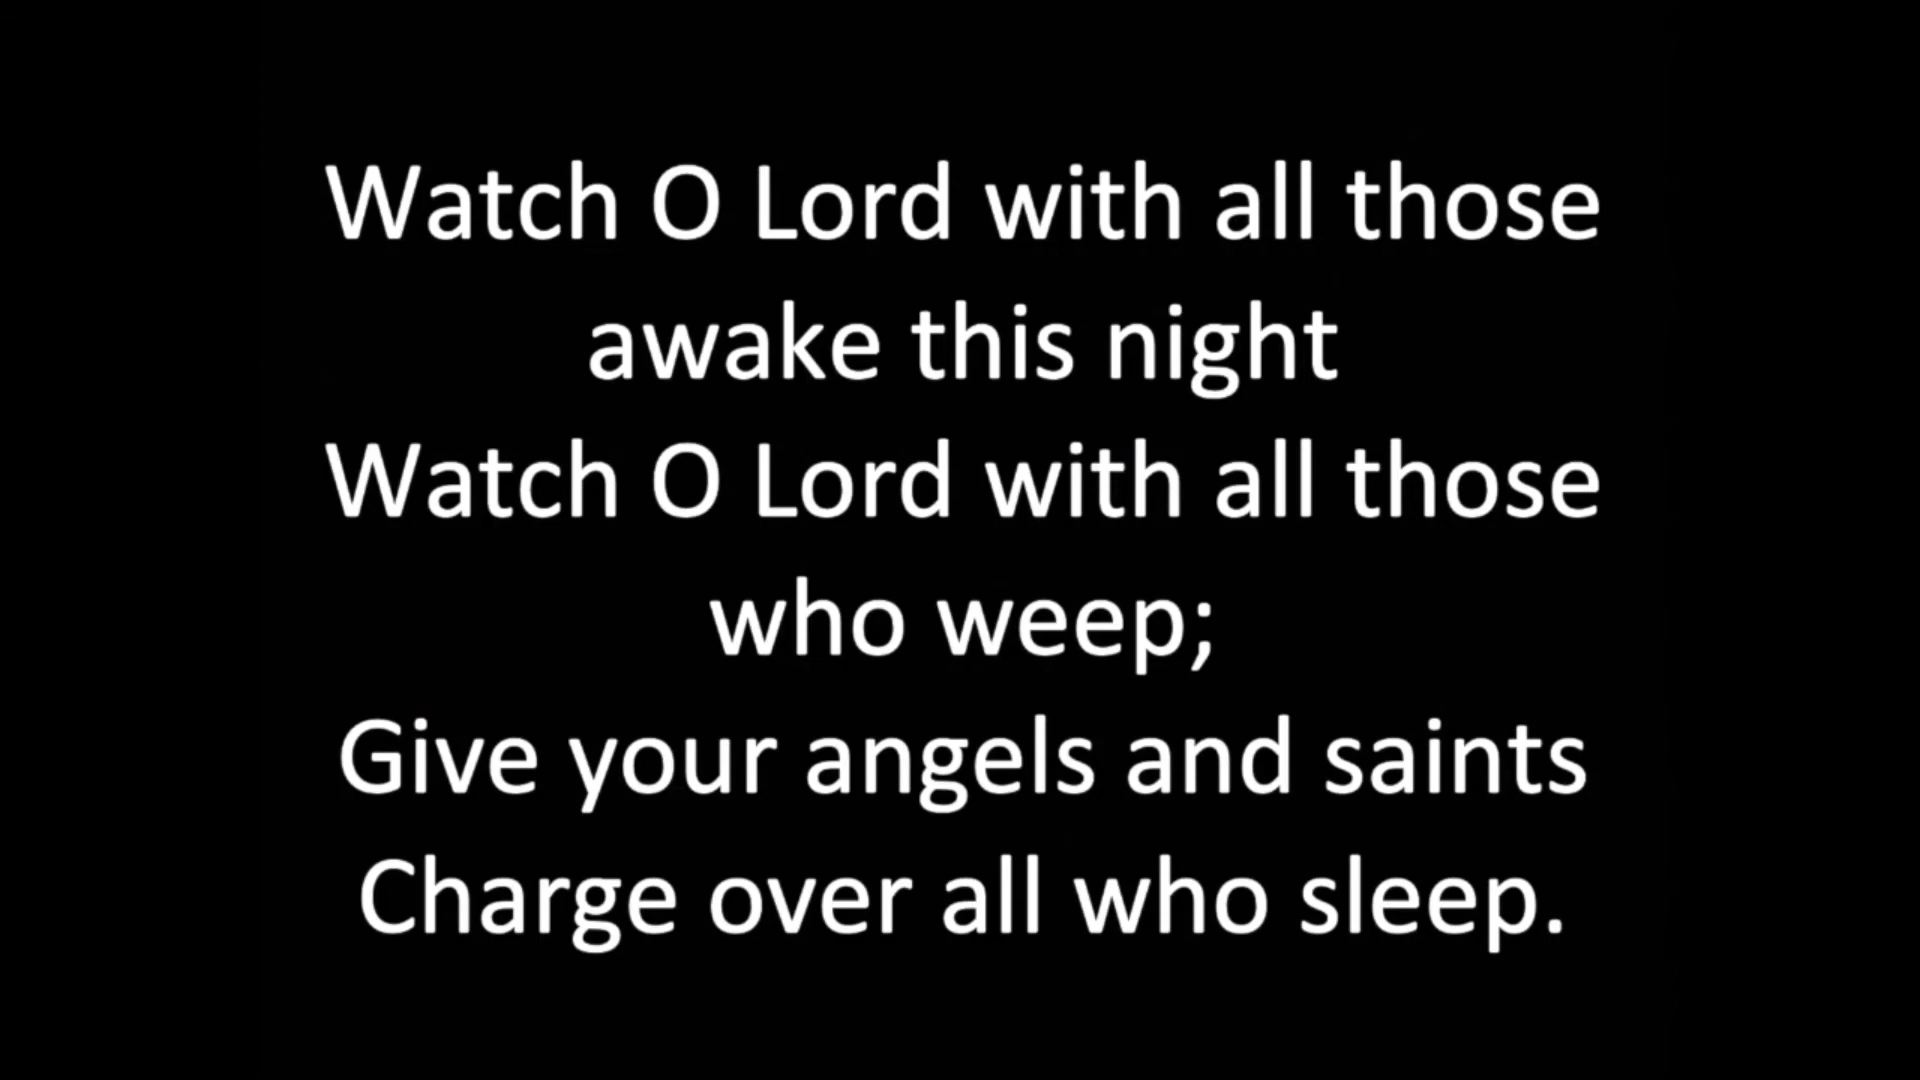 Watch O Lord with all those
awake this night
Watch O Lord with all those
who weep;
Give your angels and saints
Charge over all who sleep.